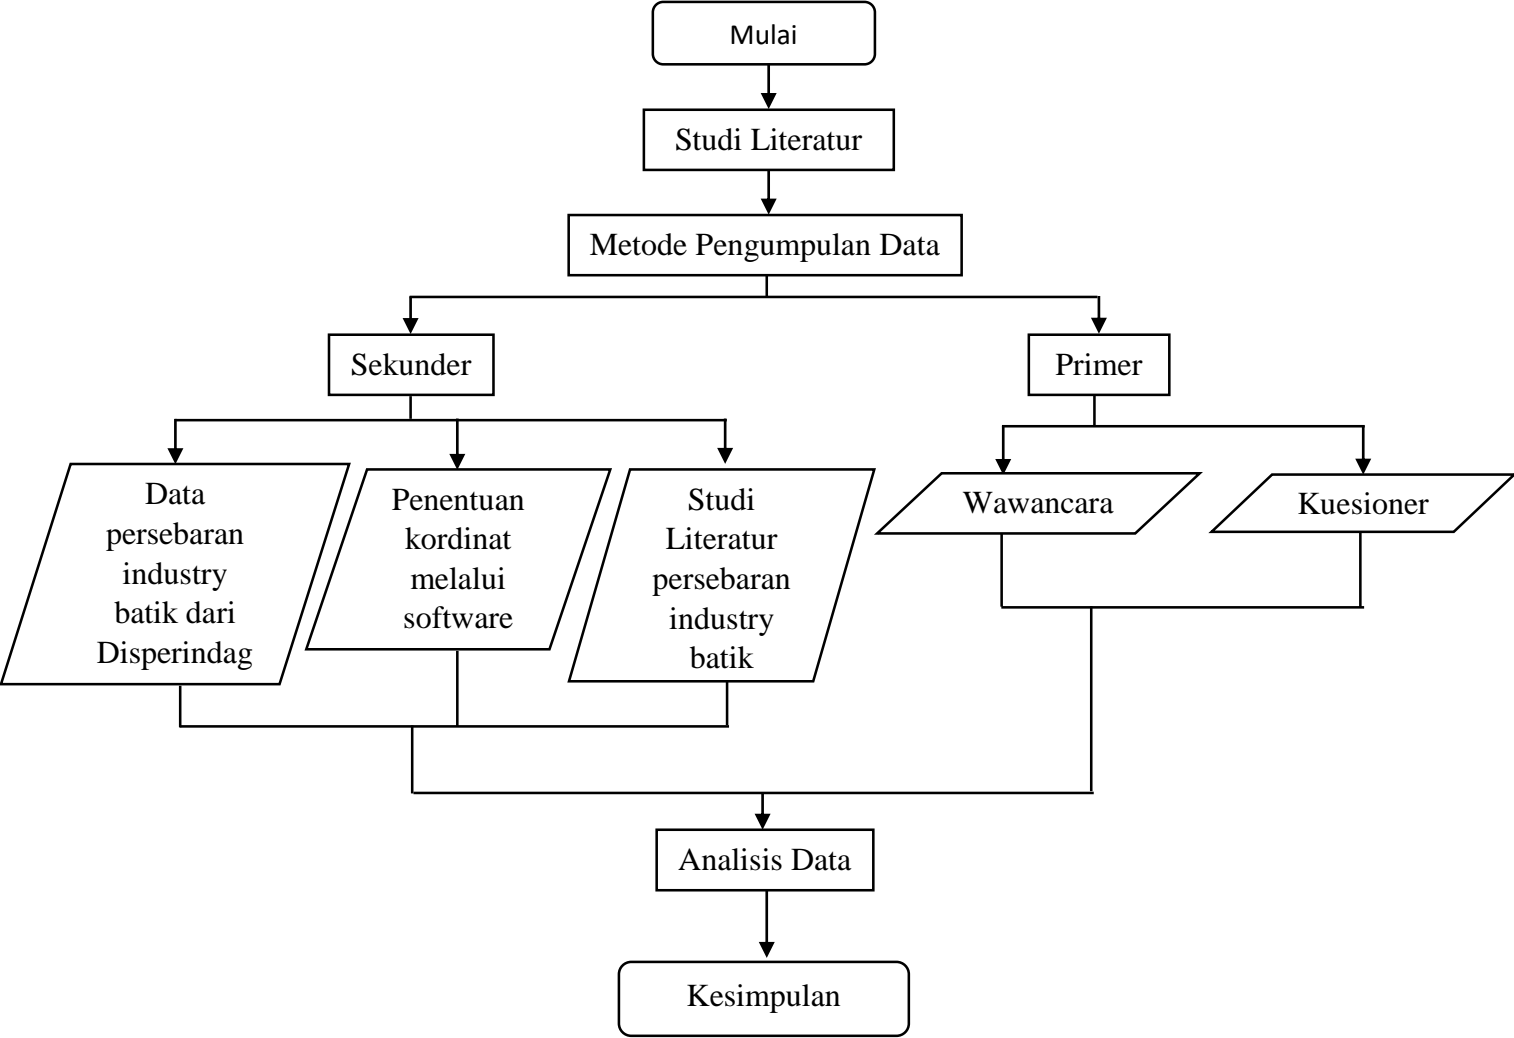 Mulai
Studi Literatur
Metode Pengumpulan Data
Sekunder
Primer
Data
persebaran
industry
batik dari
Disperindag
Penentuan
kordinat
melalui
software
Studi
Literatur
persebaran
industry
batik
Wawancara
Kuesioner
Analisis Data
Kesimpulan